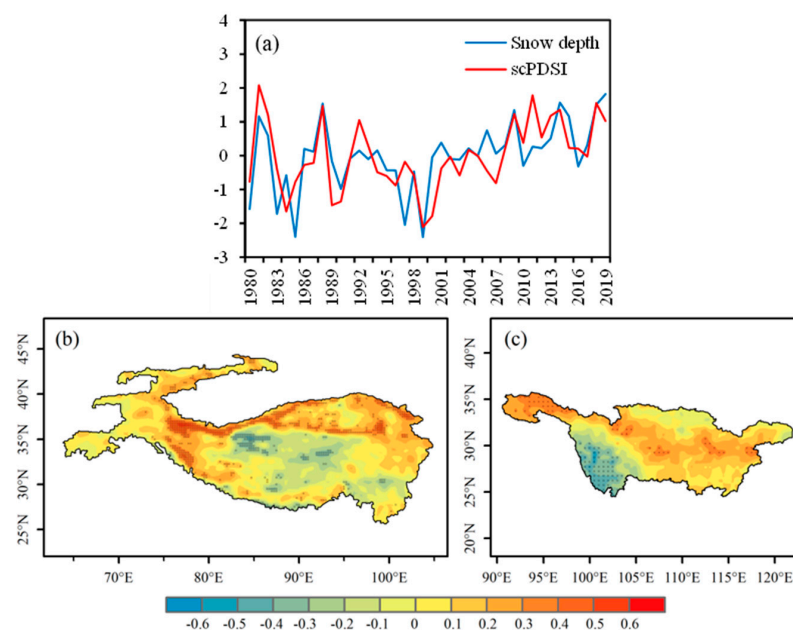 (a)
Snow depth
scPDSI
4
3
2
1
0
-1
-2
-3
1980
1983
1986
1989
1992
1995
1998
2001
2004
2007
2010
2013
2016
2019
(b)
45°N
40°N
35°N
30°N
25°N
70°E 80°E 90°E 100°E
(c)
40°N
35°N
30°N
25°N
20°N
90°E 95°E 100°E 105°E 110°E 115°E 120°E
-0.6 -0.5 -0.4 -0.3 -0.2 -0.1 0 0.1 0.2 0.3 0.4 0.5 0.6